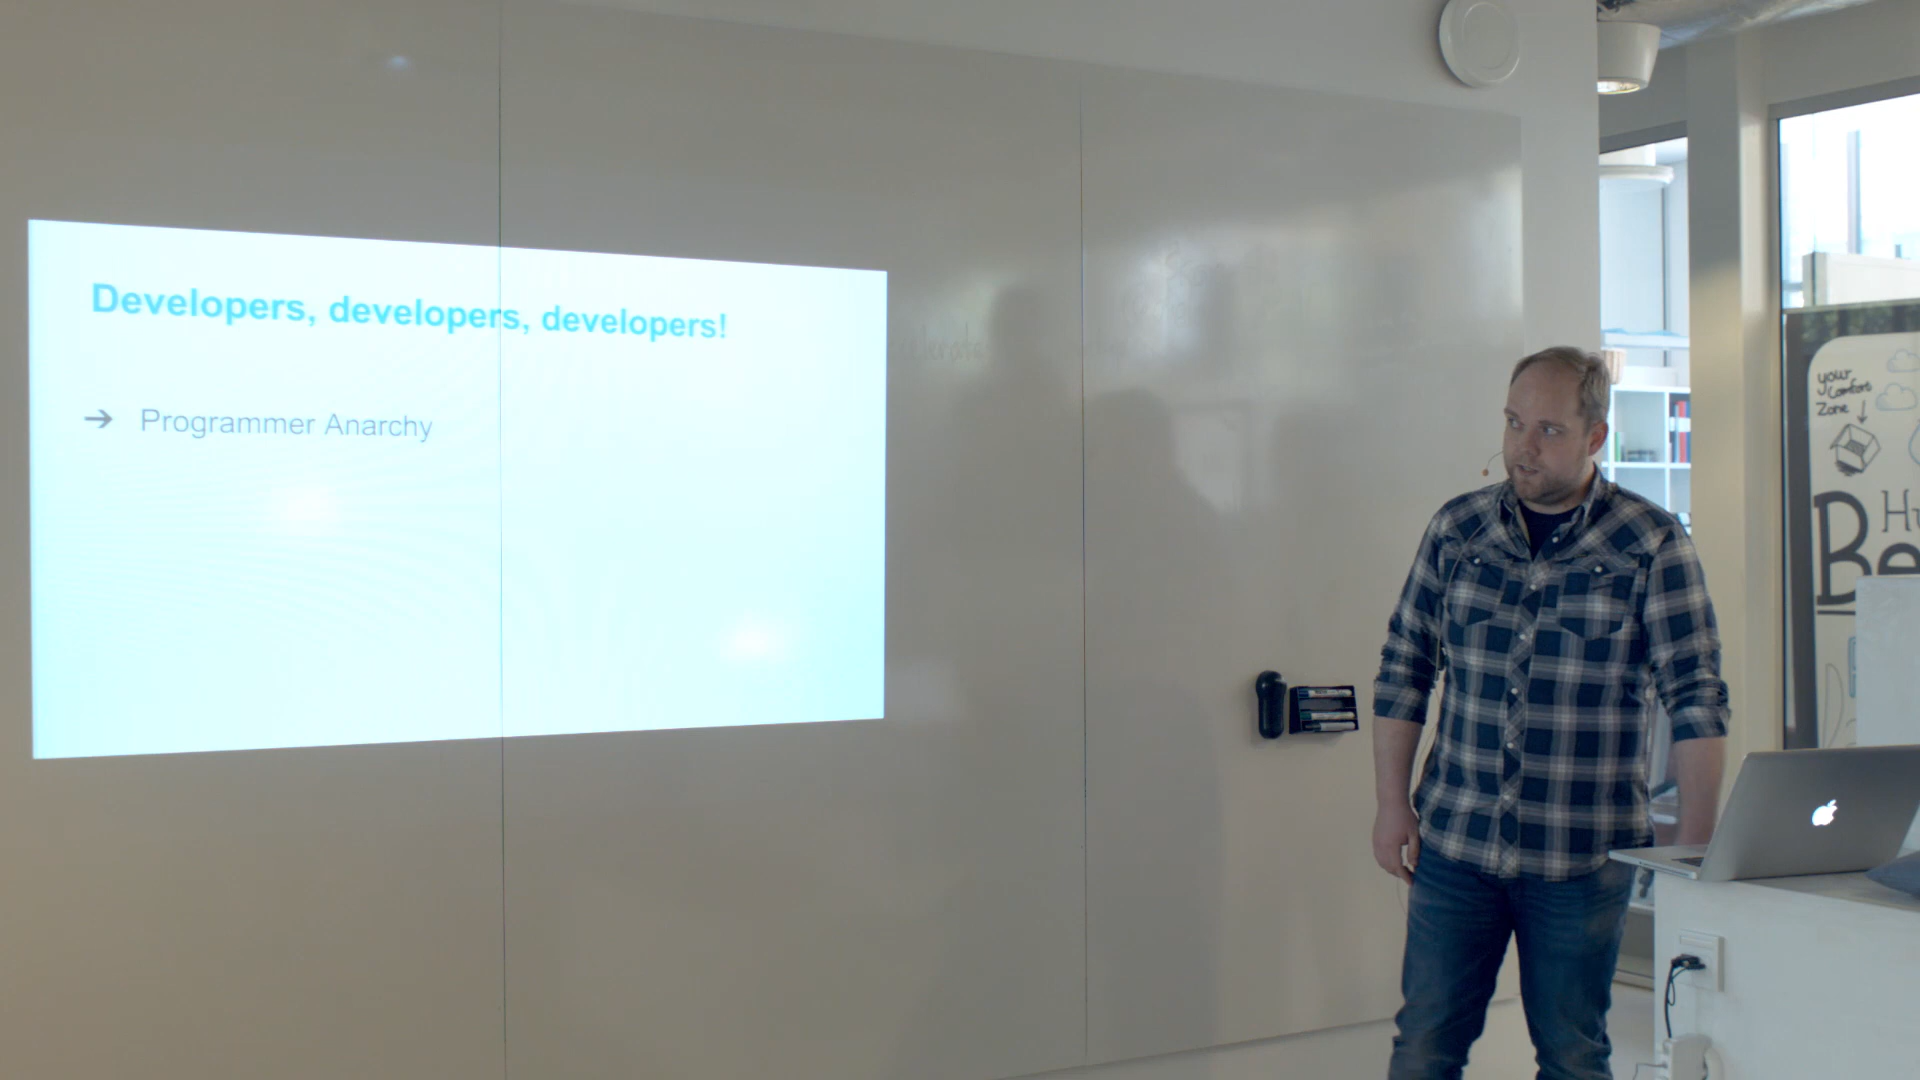 Developers, developers, developers!
→ Programmer Anarchy
your
Comfort
Zone